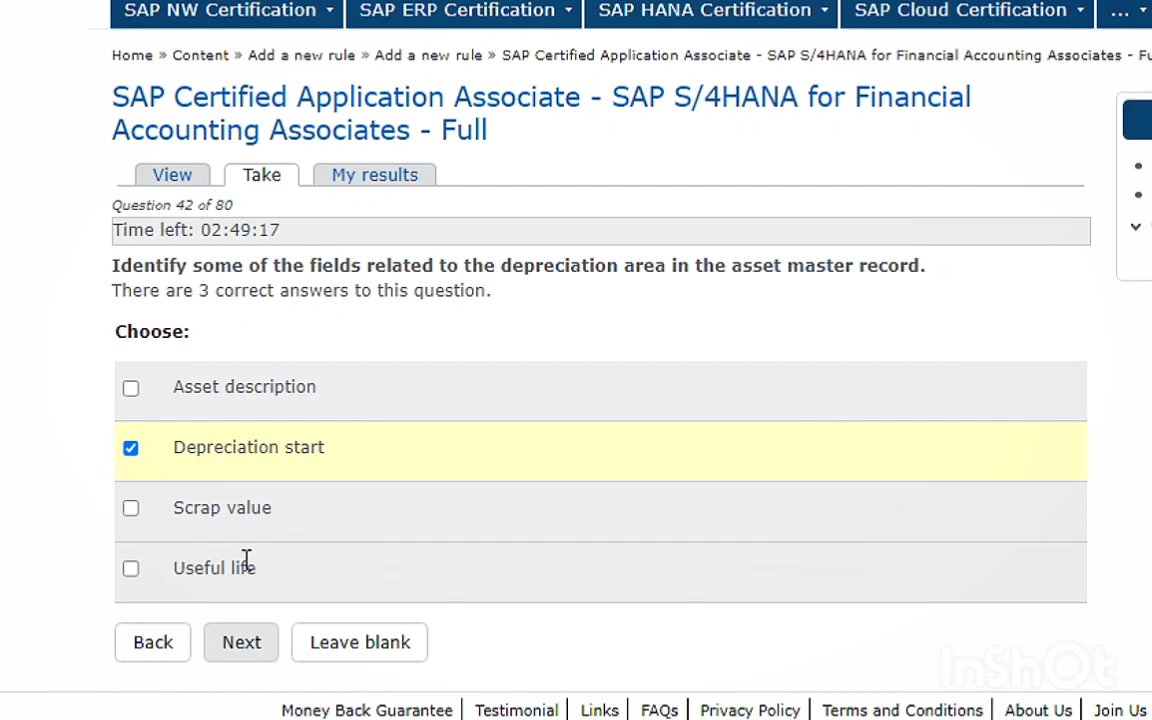 SAP NW Certification SAP ERP Certification SAP HANA Certification SAP Cloud Certification ...
Home » Content » Add a new rule » Add a new rule » SAP Certified Application Associate - SAP S/4HANA for Financial Accounting Associates - Fu
SAP Certified Application Associate - SAP S/4HANA for Financial
Accounting Associates - Full
View Take My results
Question 42 of 80
Time left: 02:49:17
Identify some of the fields related to the depreciation area in the asset master record.
There are 3 correct answers to this question.
Choose:
Asset description
Depreciation start
Scrap value
Useful life
Back Next Leave blank
InShOt
Money Back Guarantee Testimonial Links FAQs Privacy Policy Terms and Conditions About Us Join Us